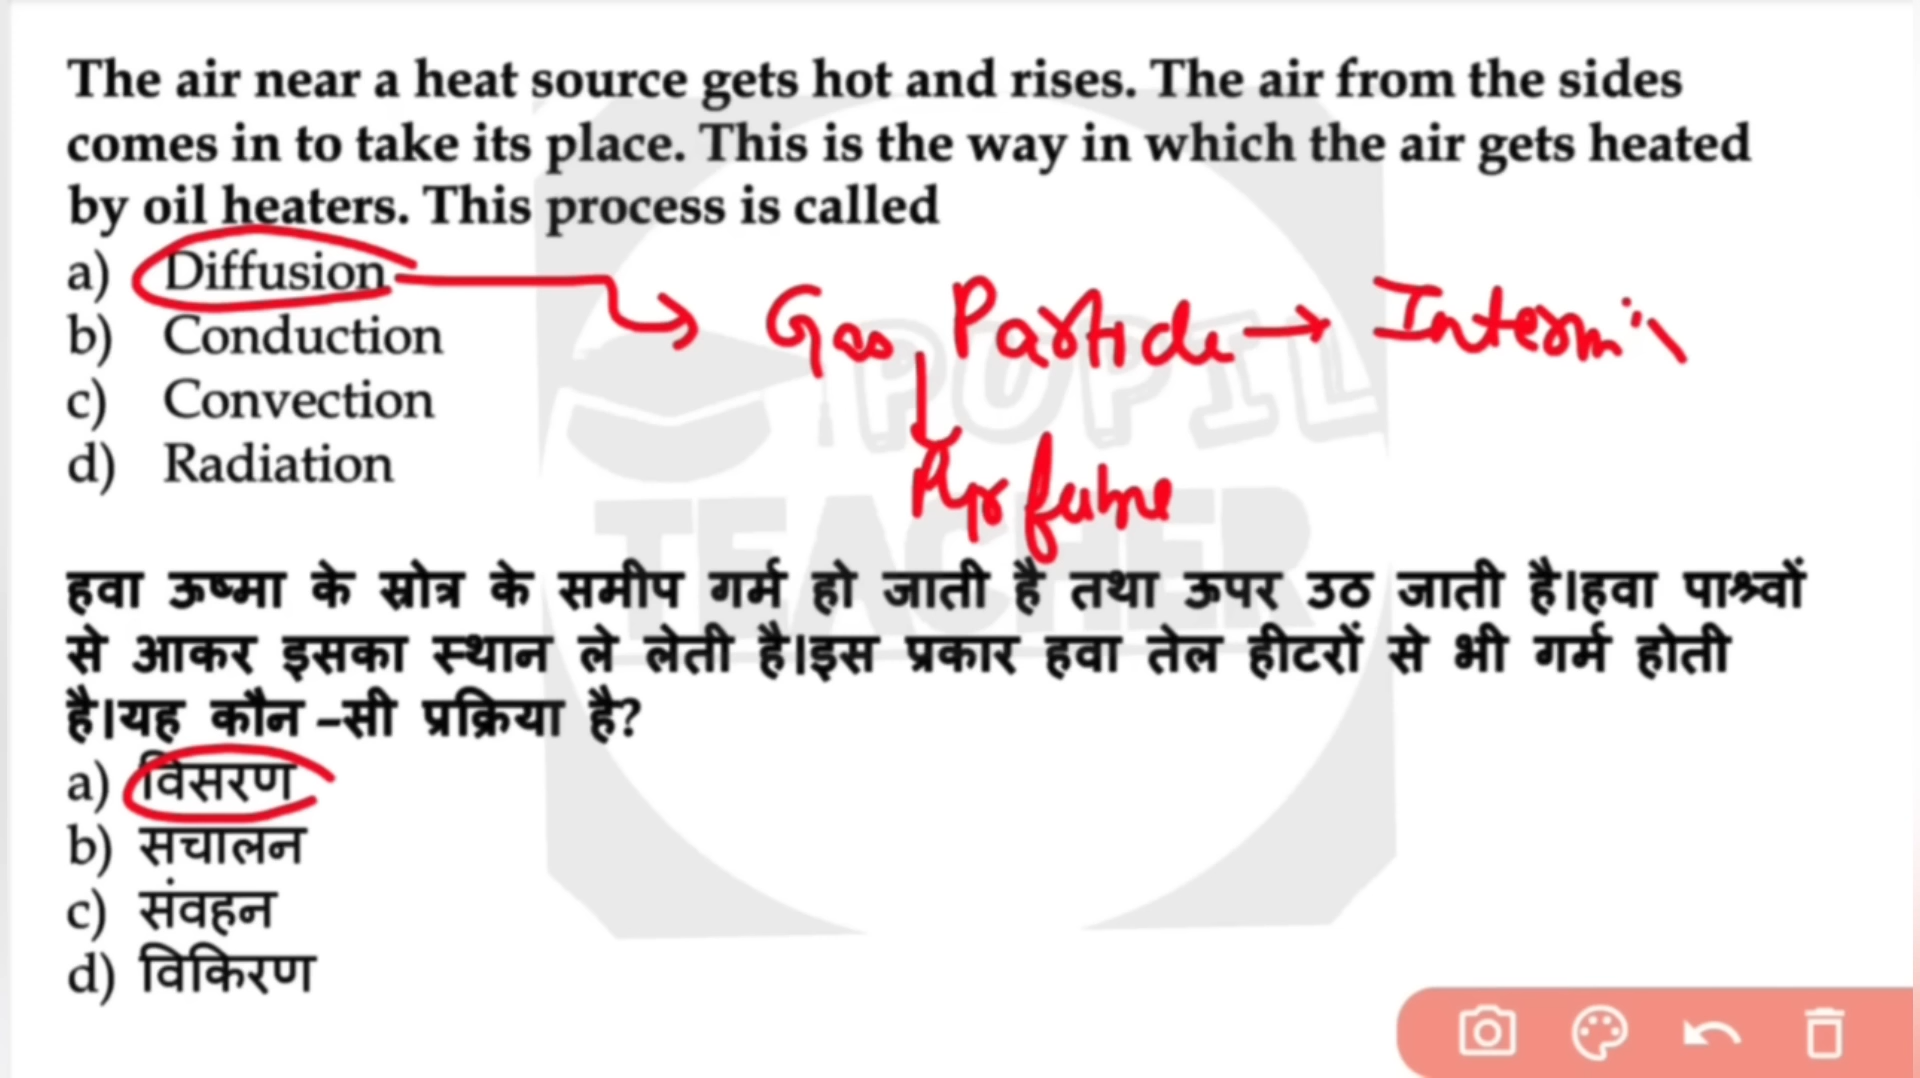 The air near a heat source gets hot and rises. The air from the sides
comes in to take its place. This is the way in which the air gets heated
by oil heaters. This process is called
a) Diffusion
Gas Particle → Intermi
b) Conduction
c) Convection
d) Radiation
Perfume
PUPIL
TEACHER
हवा ऊष्मा के स्रोत्र के समीप गर्म हो जाती है तथा ऊपर उठ जाती है।हवा पार्श्वों
से आकर इसका स्थान ले लेती है।इस प्रकार हवा तेल हीटरों से भी गर्म होती
है।यह कौन –सी प्रक्रिया है?
a) विसरण
b) सचालन
c) संवहन
d) विकिरण